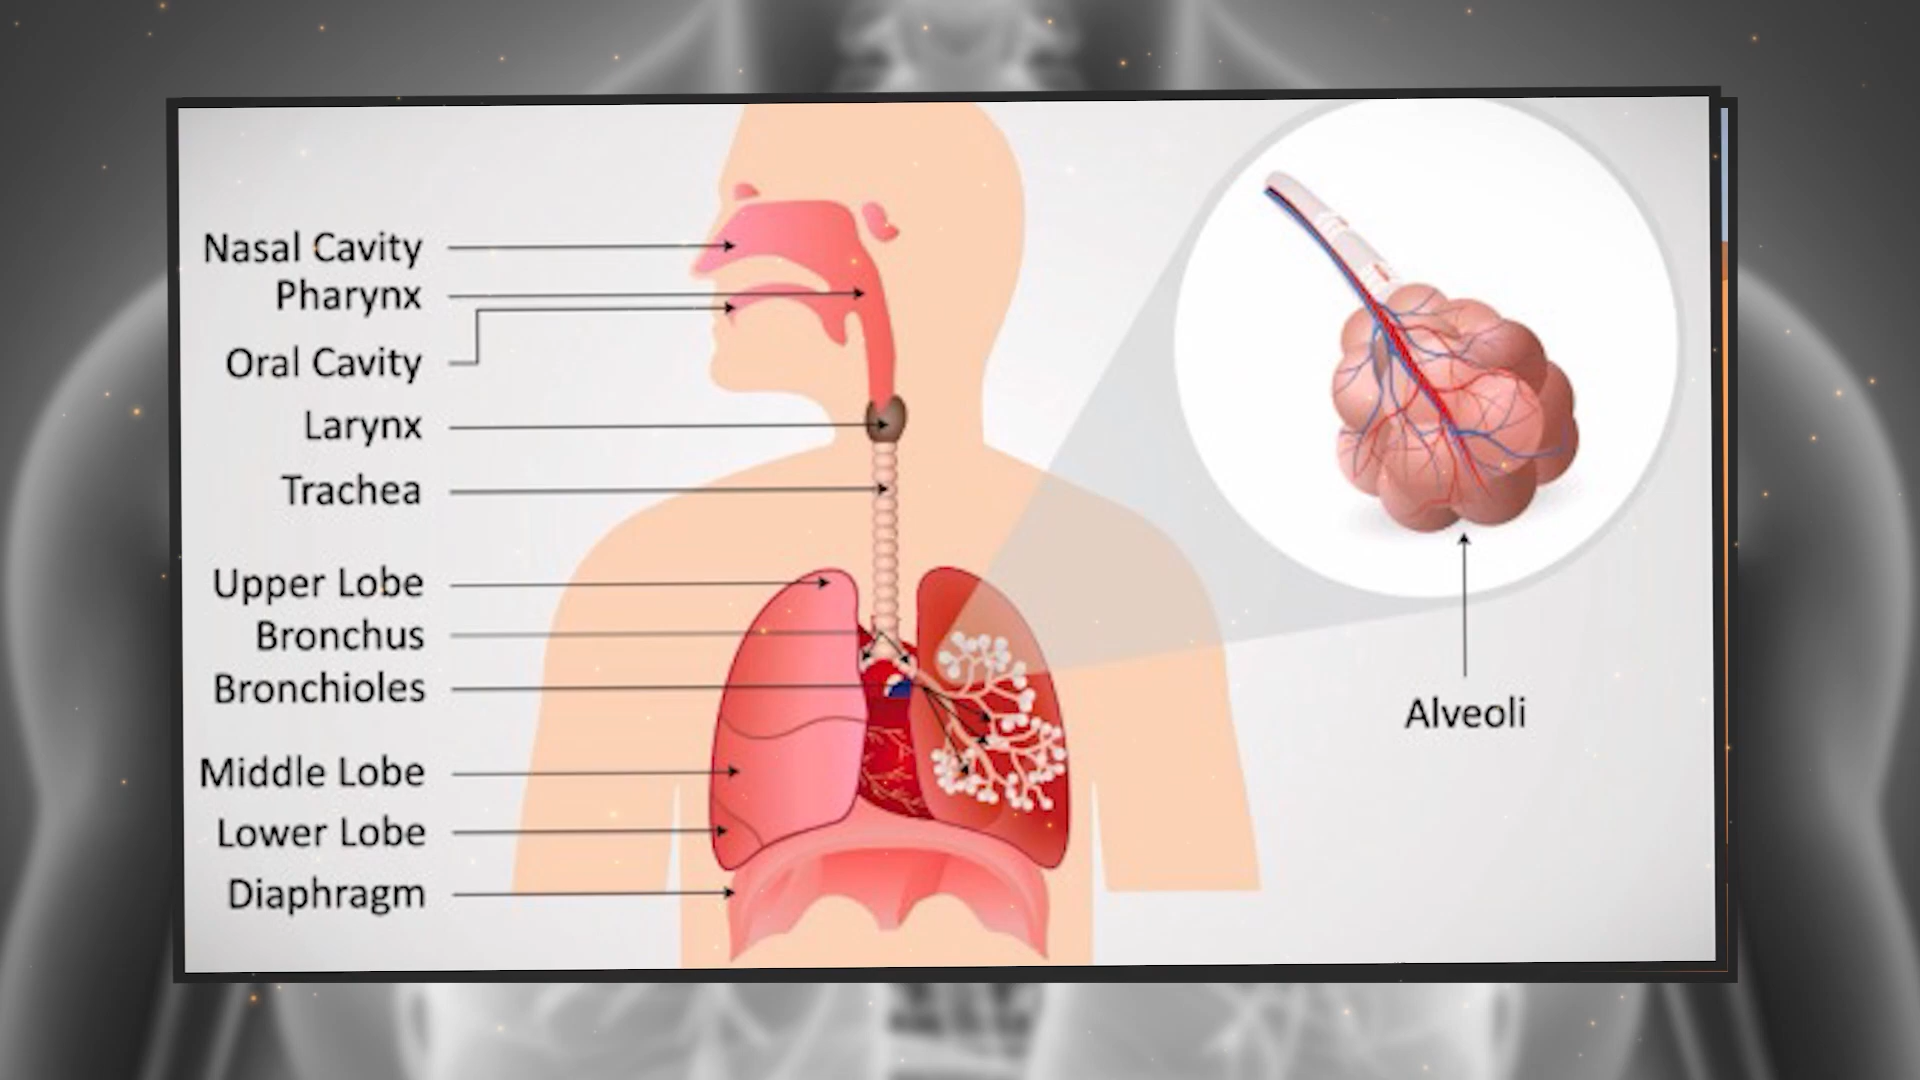 Nasal Cavity
Pharynx
Oral Cavity
Larynx
Trachea
Upper Lobe
Bronchus
Bronchioles
Middle Lobe
Lower Lobe
Diaphragm
Alveoli